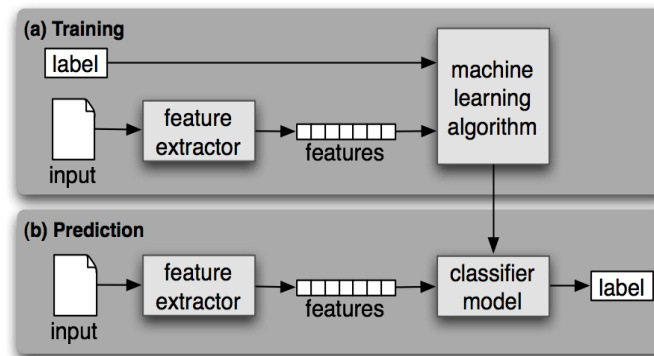 (a) Training
label
machine
learning
algorithm
feature
extractor
features
input
(b) Prediction
feature
extractor
features
classifier
model
label
input